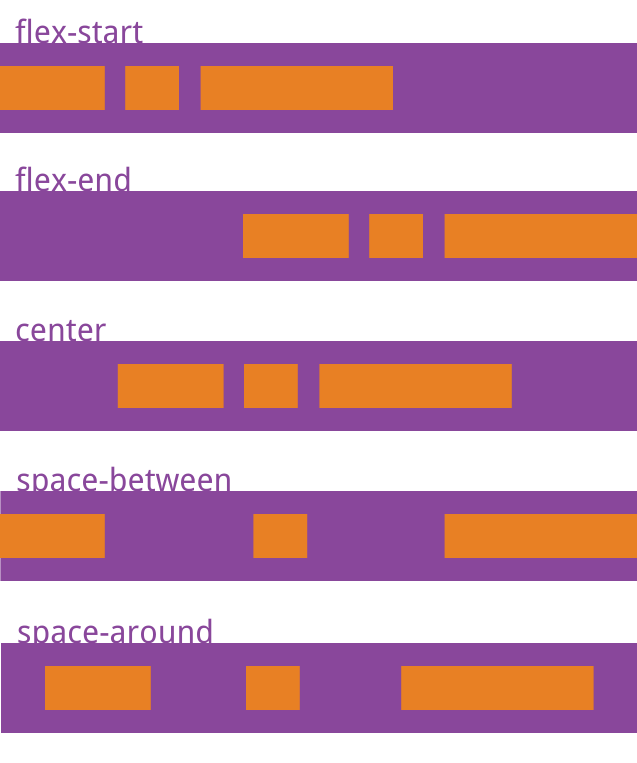 flex-start
flex-end
center
space-between
space-around